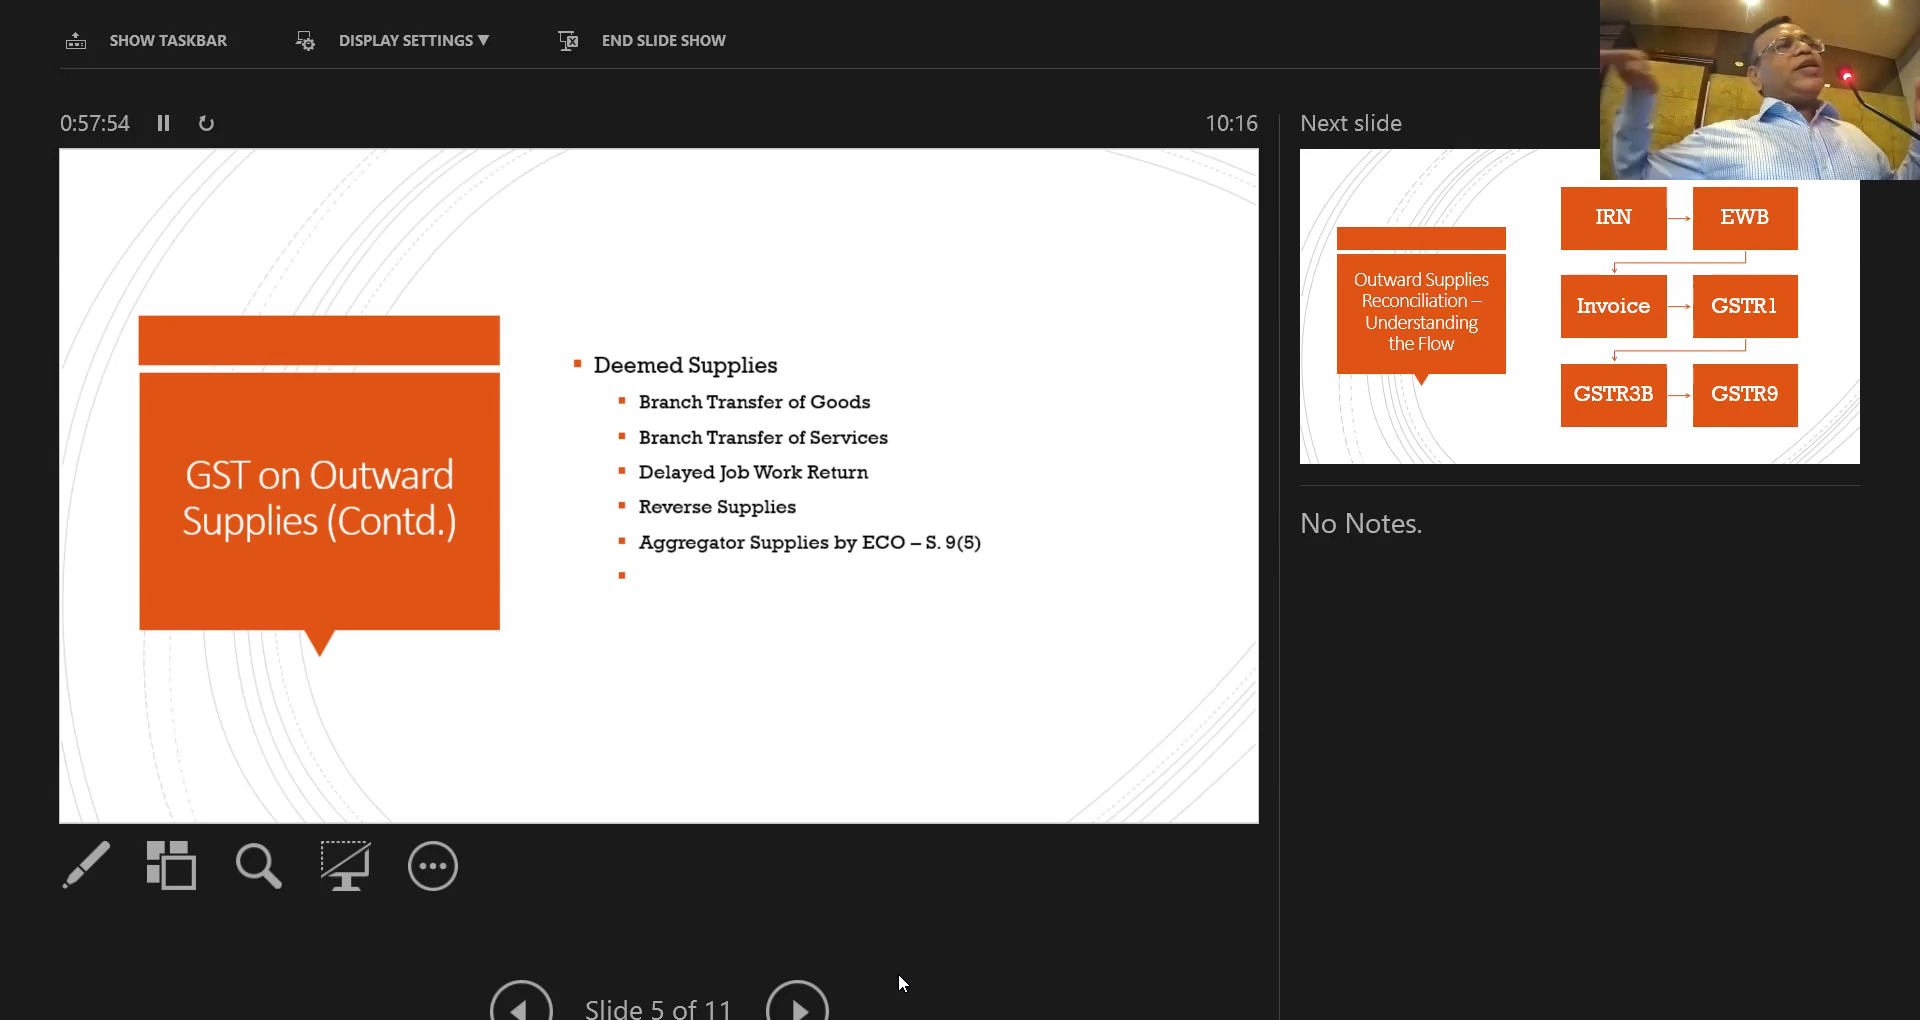 SHOW TASKBAR
DISPLAY SETTINGS ▼
END SLIDE SHOW
0:57:54
10:16
Next slide
GST on Outward
Supplies (Contd.)
Deemed Supplies
Branch Transfer of Goods
Branch Transfer of Services
Delayed Job Work Return
Reverse Supplies
Aggregator Supplies by ECO – S. 9(5)
Outward Supplies
Reconciliation –
Understanding
the Flow
IRN
EWB
Invoice
GSTR1
GSTR3B
GSTR9
No Notes.
Slide 5 of 11